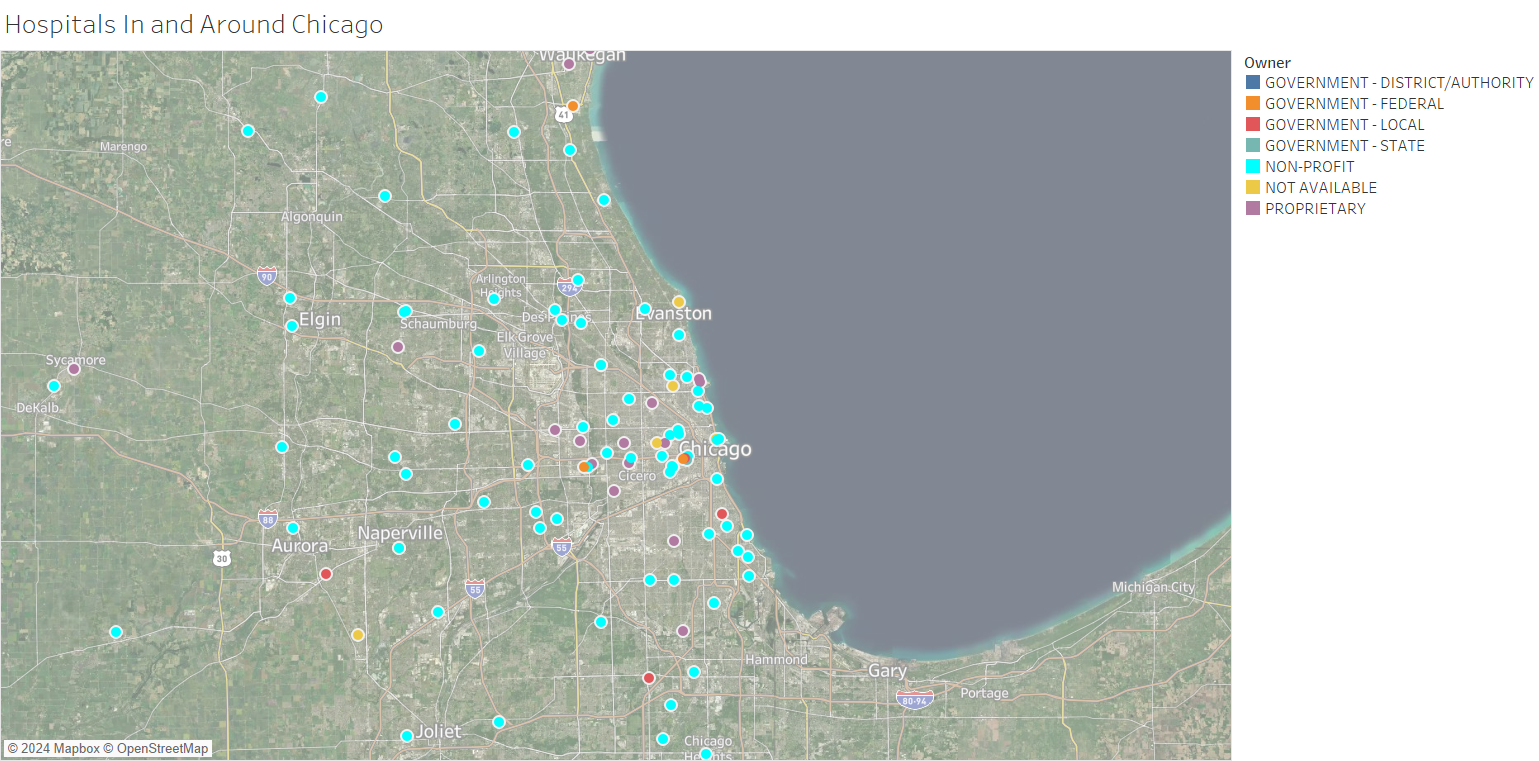 Hospitals In and Around Chicago
Waukegan
41
re
Marengo
Algonquin
90
Arlington
Heights
294
Elgin
Schaumburg
Evanston
Elk Grove
Village
Sycamore
DeKalb
Chicago
Cicero
88
Naperville
Aurora
30
55
55
Michigan City
Hammond
Gary
Portage
80-94
Joliet
Chicago
Heights
© 2024 Mapbox © OpenStreetMap
Owner
GOVERNMENT - DISTRICT/AUTHORITY
GOVERNMENT - FEDERAL
GOVERNMENT - LOCAL
GOVERNMENT - STATE
NON-PROFIT
NOT AVAILABLE
PROPRIETARY